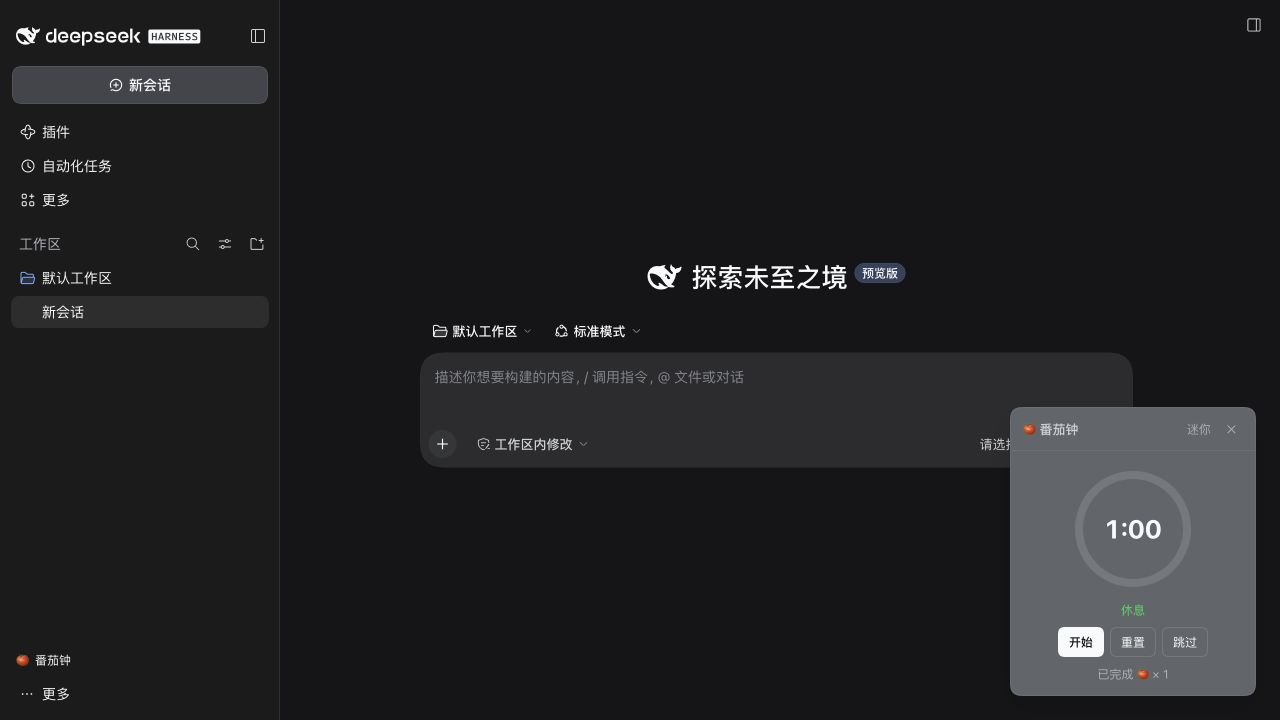 deepseek HARNESS
新会话
插件
自动化任务
更多
工作区
默认工作区
新会话
番茄钟
更多
探索未至之境 预览版
默认工作区 标准模式
描述你想要构建的内容, / 调用指令, @ 文件或对话
工作区内修改
请选
番茄钟 迷你
1:00
休息
开始 重置 跳过
已完成 🍅 × 1